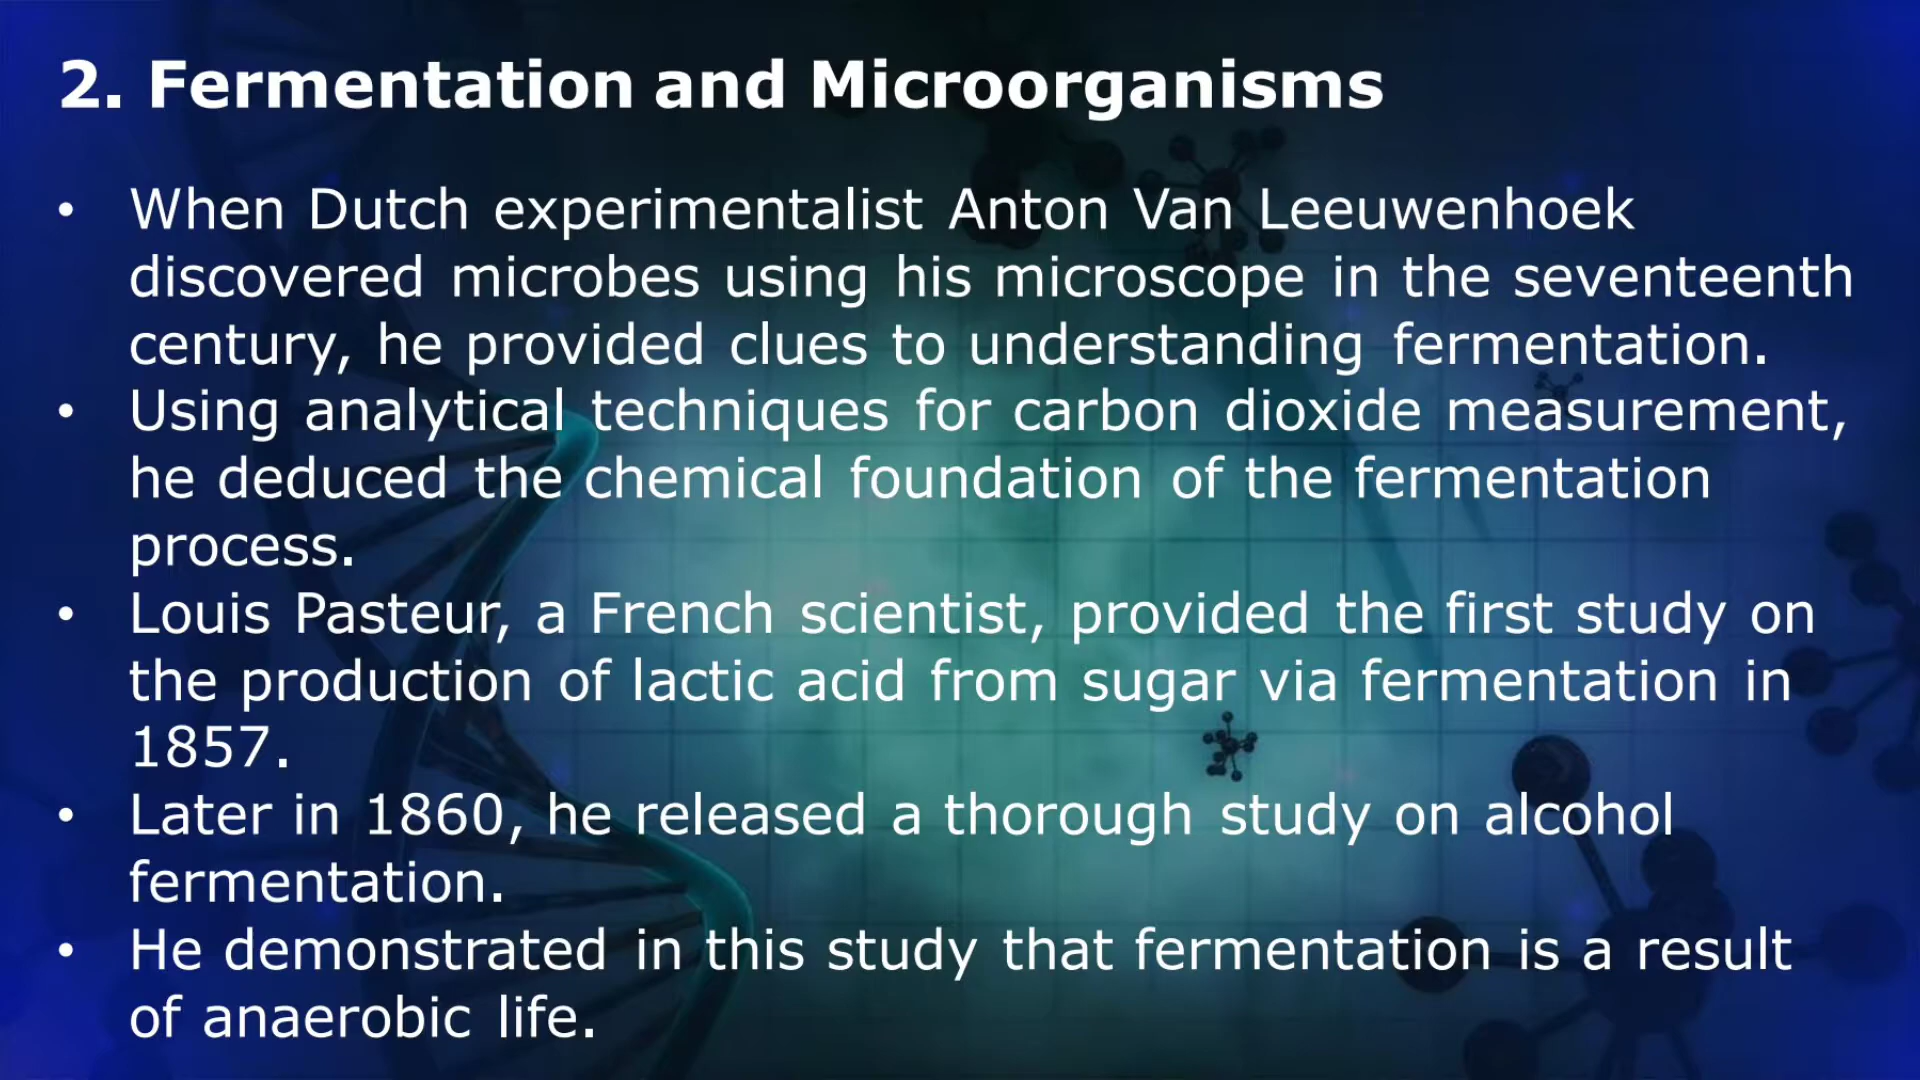 2. Fermentation and Microorganisms
• When Dutch experimentalist Anton Van Leeuwenhoek
discovered microbes using his microscope in the seventeenth
century, he provided clues to understanding fermentation.
• Using analytical techniques for carbon dioxide measurement,
he deduced the chemical foundation of the fermentation
process.
• Louis Pasteur, a French scientist, provided the first study on
the production of lactic acid from sugar via fermentation in
1857.
• Later in 1860, he released a thorough study on alcohol
fermentation.
• He demonstrated in this study that fermentation is a result
of anaerobic life.